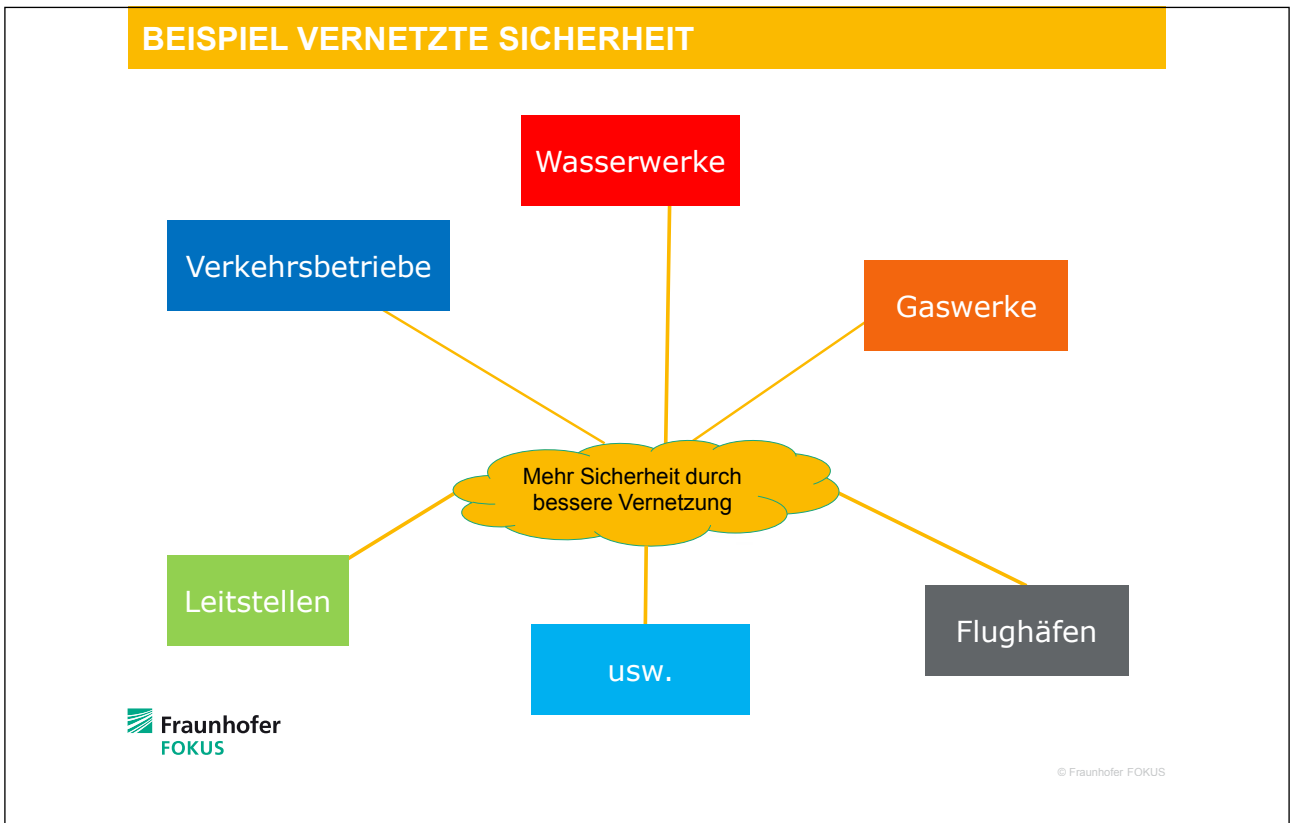 BEISPIEL VERNETZTE SICHERHEIT
Wasserwerke
Verkehrsbetriebe
Gaswerke
Mehr Sicherheit durch
bessere Vernetzung
Leitstellen
Flughäfen
usw.
Fraunhofer
FOKUS
© Fraunhofer FOKUS